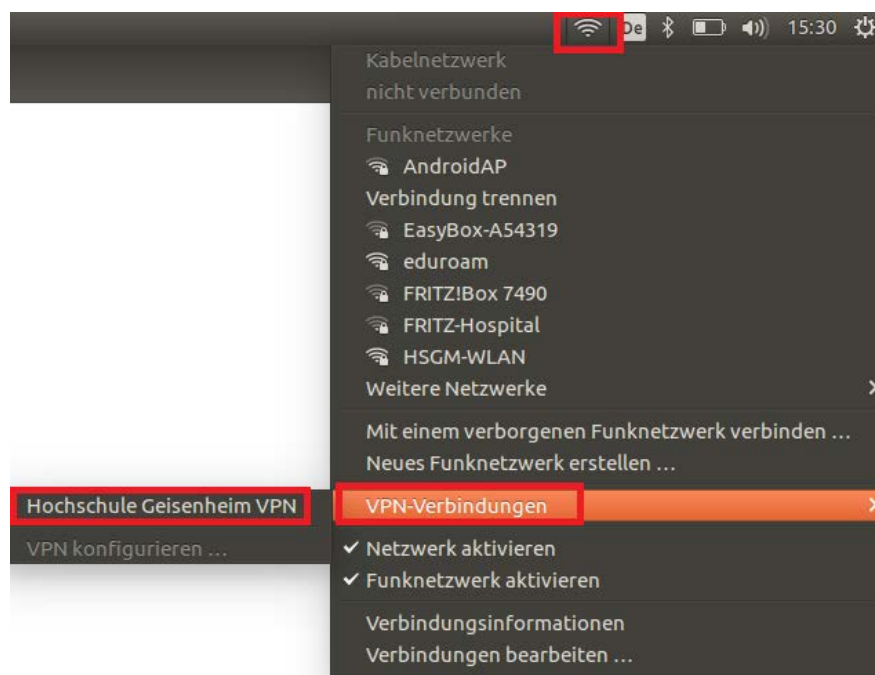 De 15:30
Kabelnetzwerk
nicht verbunden
Funknetzwerke
AndroidAP
Verbindung trennen
EasyBox-A54319
eduroam
FRITZ!Box 7490
FRITZ-Hospital
HSGM-WLAN
Weitere Netzwerke
Mit einem verborgenen Funknetzwerk verbinden ...
Neues Funknetzwerk erstellen ...
VPN-Verbindungen
Hochschule Geisenheim VPN
VPN konfigurieren ...
Netzwerk aktivieren
Funknetzwerk aktivieren
Verbindungsinformationen
Verbindungen bearbeiten ...